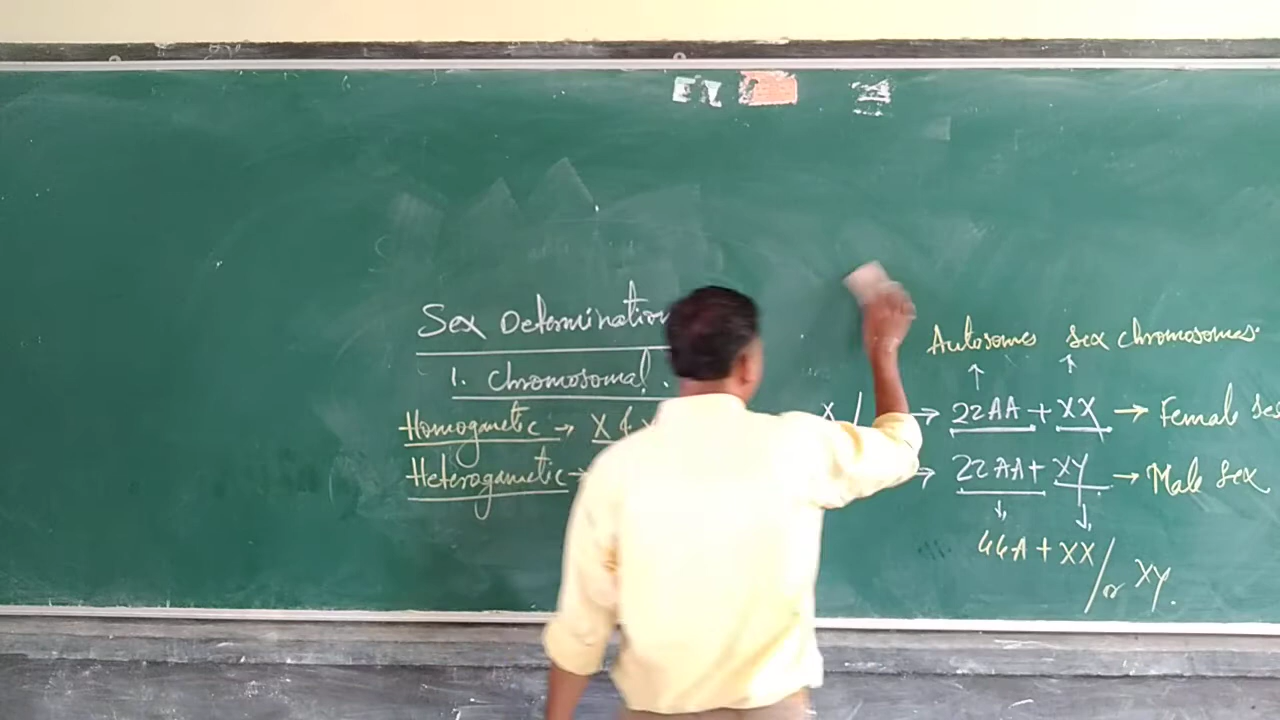 Sex Determination
1. Chromosomal.
Autosomes Sex chromosomes.
Homogametic → X &
X / → 22AA + XX → Female Sex
Heterogametic → → 22AA + XY → Male Sex
44A + XX / or XY.